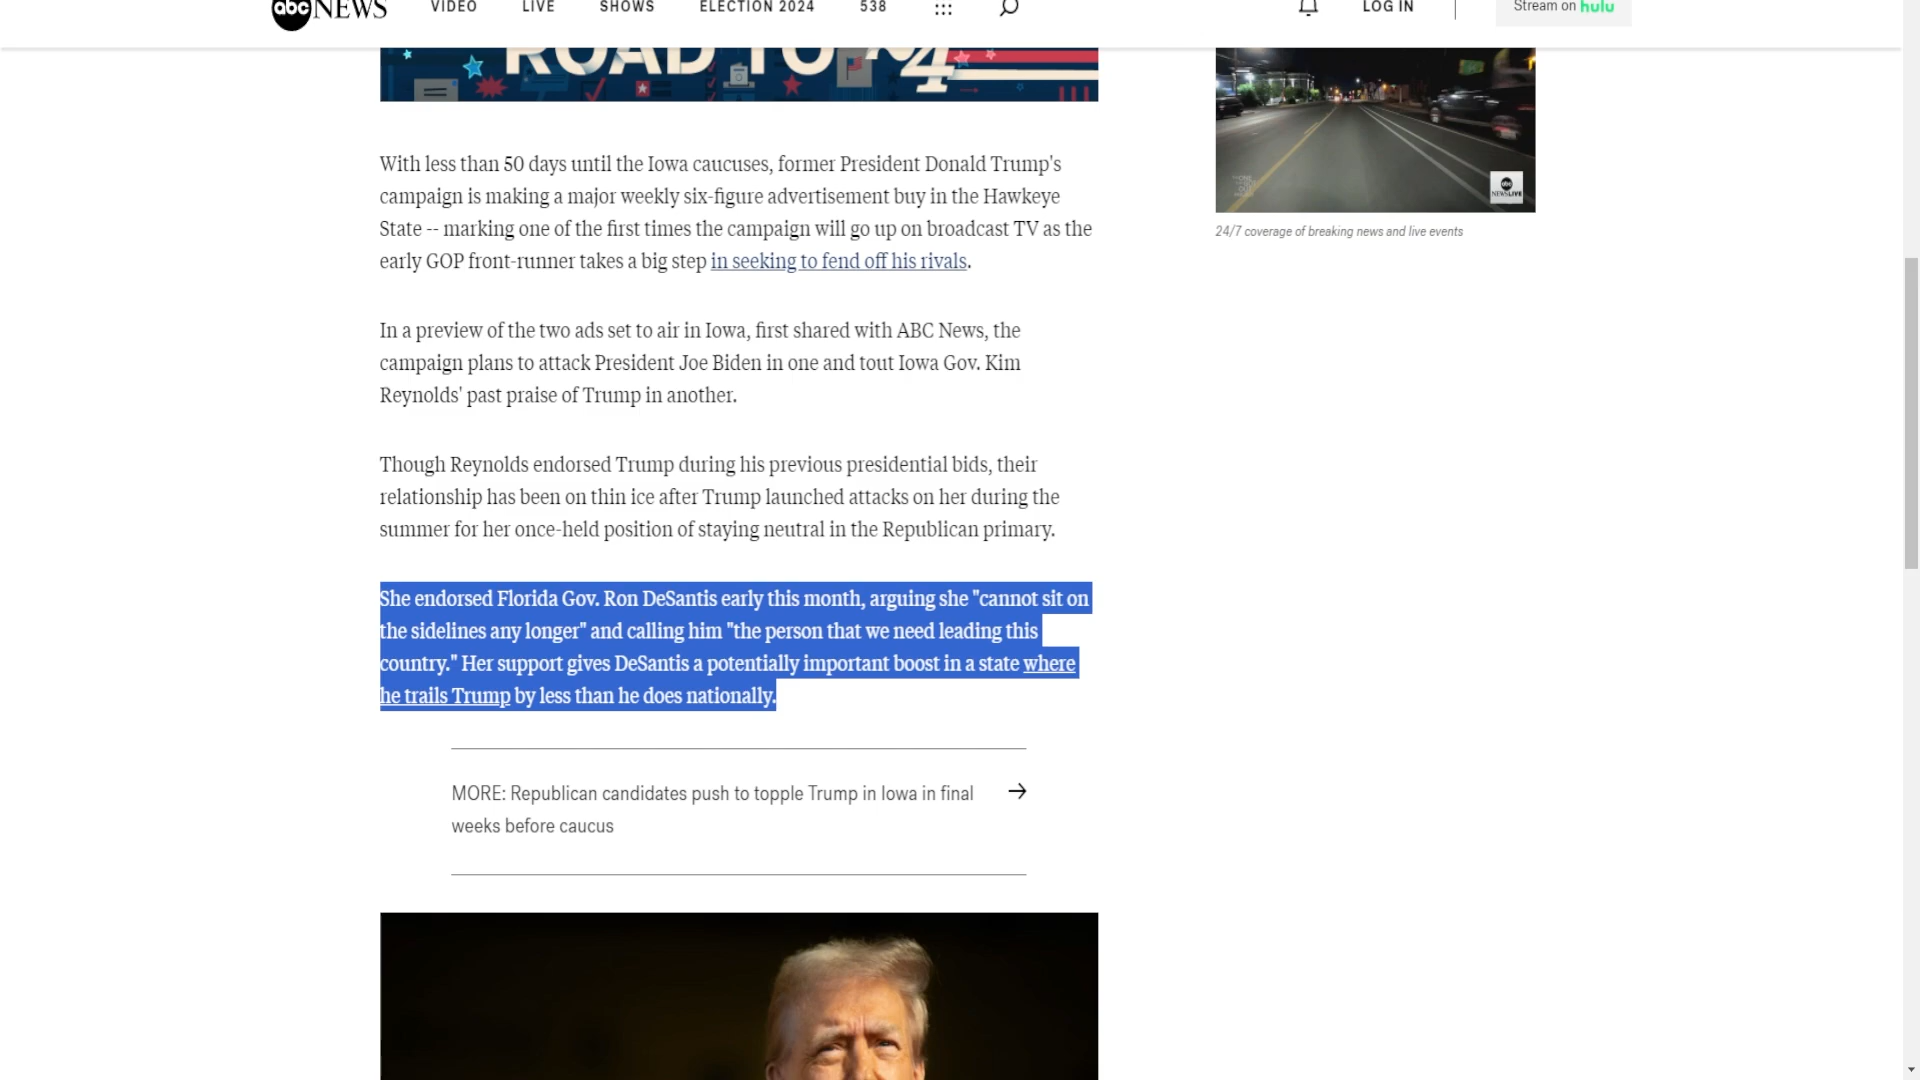 abc NEWS VIDEO LIVE SHOWS ELECTION 2024 538 LOG IN Stream on hulu
ROAD TO '24
With less than 50 days until the Iowa caucuses, former President Donald Trump's
campaign is making a major weekly six-figure advertisement buy in the Hawkeye
State -- marking one of the first times the campaign will go up on broadcast TV as the
early GOP front-runner takes a big step in seeking to fend off his rivals.
In a preview of the two ads set to air in Iowa, first shared with ABC News, the
campaign plans to attack President Joe Biden in one and tout Iowa Gov. Kim
Reynolds' past praise of Trump in another.
Though Reynolds endorsed Trump during his previous presidential bids, their
relationship has been on thin ice after Trump launched attacks on her during the
summer for her once-held position of staying neutral in the Republican primary.
She endorsed Florida Gov. Ron DeSantis early this month, arguing she "cannot sit on
the sidelines any longer" and calling him "the person that we need leading this
country." Her support gives DeSantis a potentially important boost in a state where
he trails Trump by less than he does nationally.
MORE: Republican candidates push to topple Trump in Iowa in final
weeks before caucus
abc
NEWS LIVE
24/7 coverage of breaking news and live events